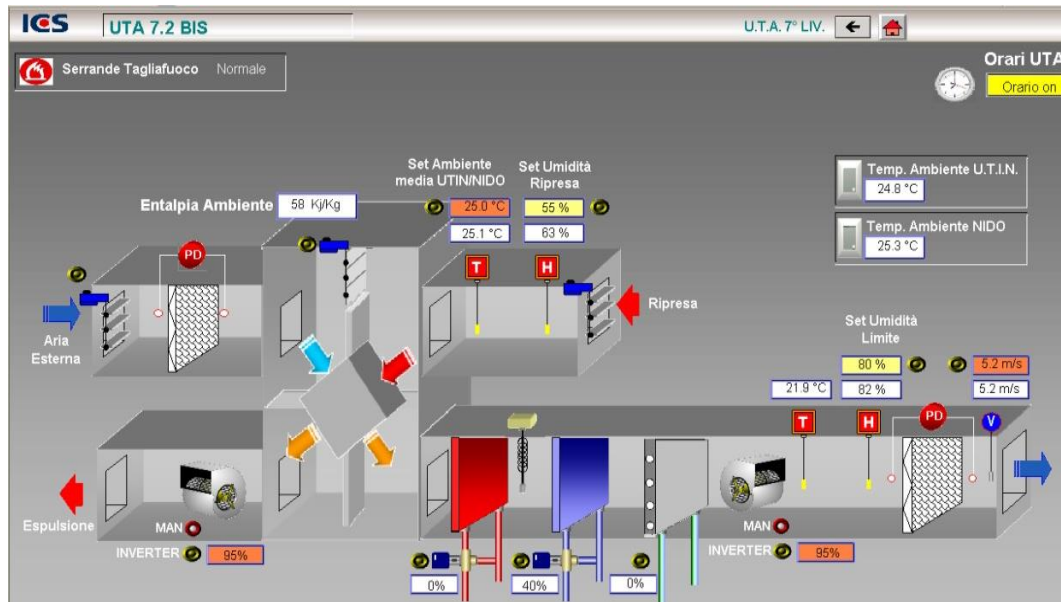 ICS
UTA 7.2 BIS
U.T.A. 7° LIV.
Serrande Tagliafuoco Normale
Orari UTA
Orario on
Set Ambiente
media UTIN/NIDO
Set Umidità
Ripresa
Temp. Ambiente U.T.I.N.
24.8 °C
Entalpia Ambiente 58 Kj/Kg
25.0 °C 55 %
25.1 °C 63 %
Temp. Ambiente NIDO
25.3 °C
PD
T H
Ripresa
Aria
Esterna
Set Umidità
Limite
80 % 5.2 m/s
21.9 °C 82 % 5.2 m/s
T H PD V
Espulsione
MAN
INVERTER 95%
MAN
INVERTER 95%
0% 40% 0%